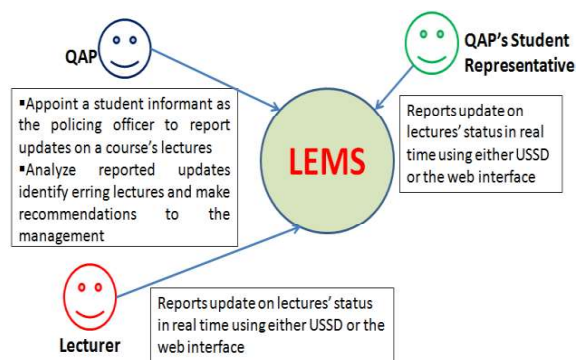 QAP
QAP's Student
Representative
▪Appoint a student informant as
the policing officer to report
updates on a course's lectures
▪Analyze reported updates
identify erring lectures and make
recommendations to the
management
LEMS
Reports update on
lectures' status in real
time using either USSD
or the web interface
Lecturer
Reports update on lectures' status
in real time using either USSD or the
web interface